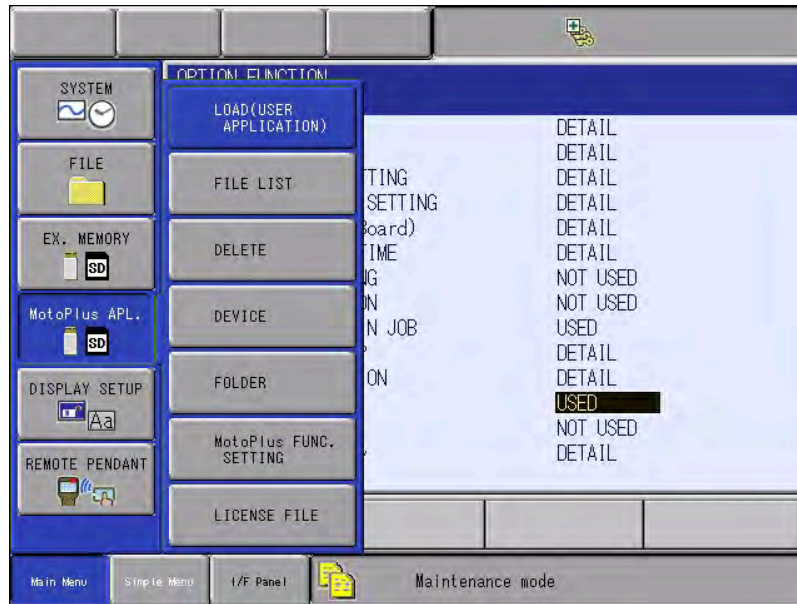 OPTION FUNCTION
SYSTEM
FILE
EX. MEMORY
SD
MotoPlus APL.
SD
DISPLAY SETUP
Aa
REMOTE PENDANT
LOAD(USER
APPLICATION)
FILE LIST
DELETE
DEVICE
FOLDER
MotoPlus FUNC.
SETTING
LICENSE FILE
DETAIL
DETAIL
TTING DETAIL
SETTING DETAIL
Board) DETAIL
TIME DETAIL
NG NOT USED
ON NOT USED
N JOB USED
DETAIL
ON DETAIL
USED
NOT USED
DETAIL
Main Menu
Simple Menu
I/F Panel
Maintenance mode